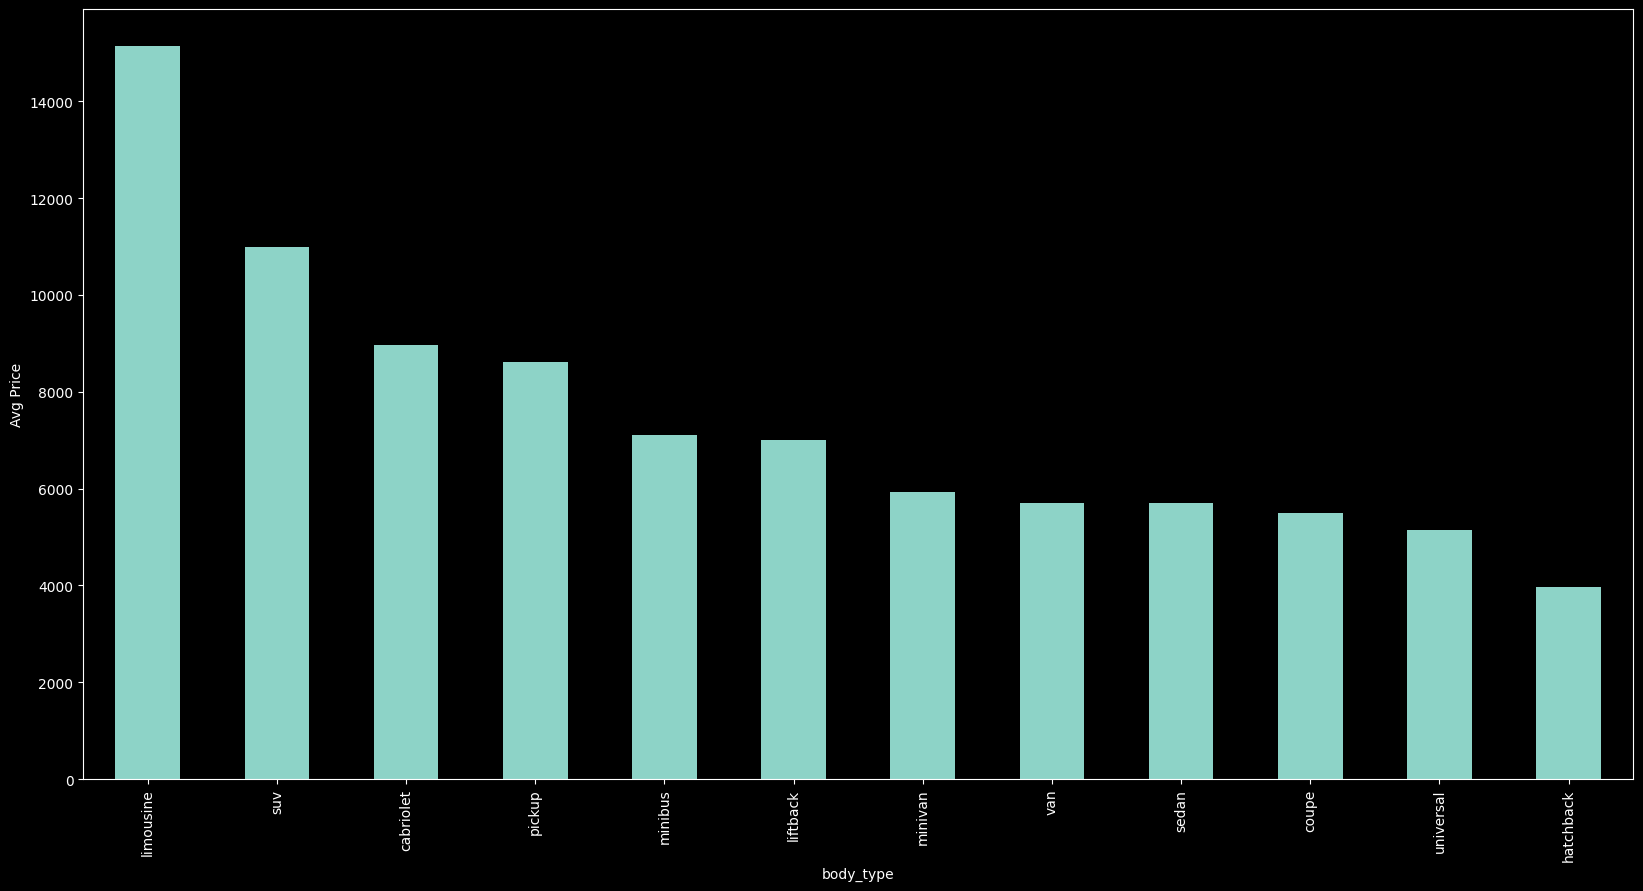 14000
12000
10000
8000
6000
4000
2000
0
Avg Price
limousine
suv
cabriolet
pickup
minibus
liftback
minivan
van
sedan
coupe
universal
hatchback
body_type